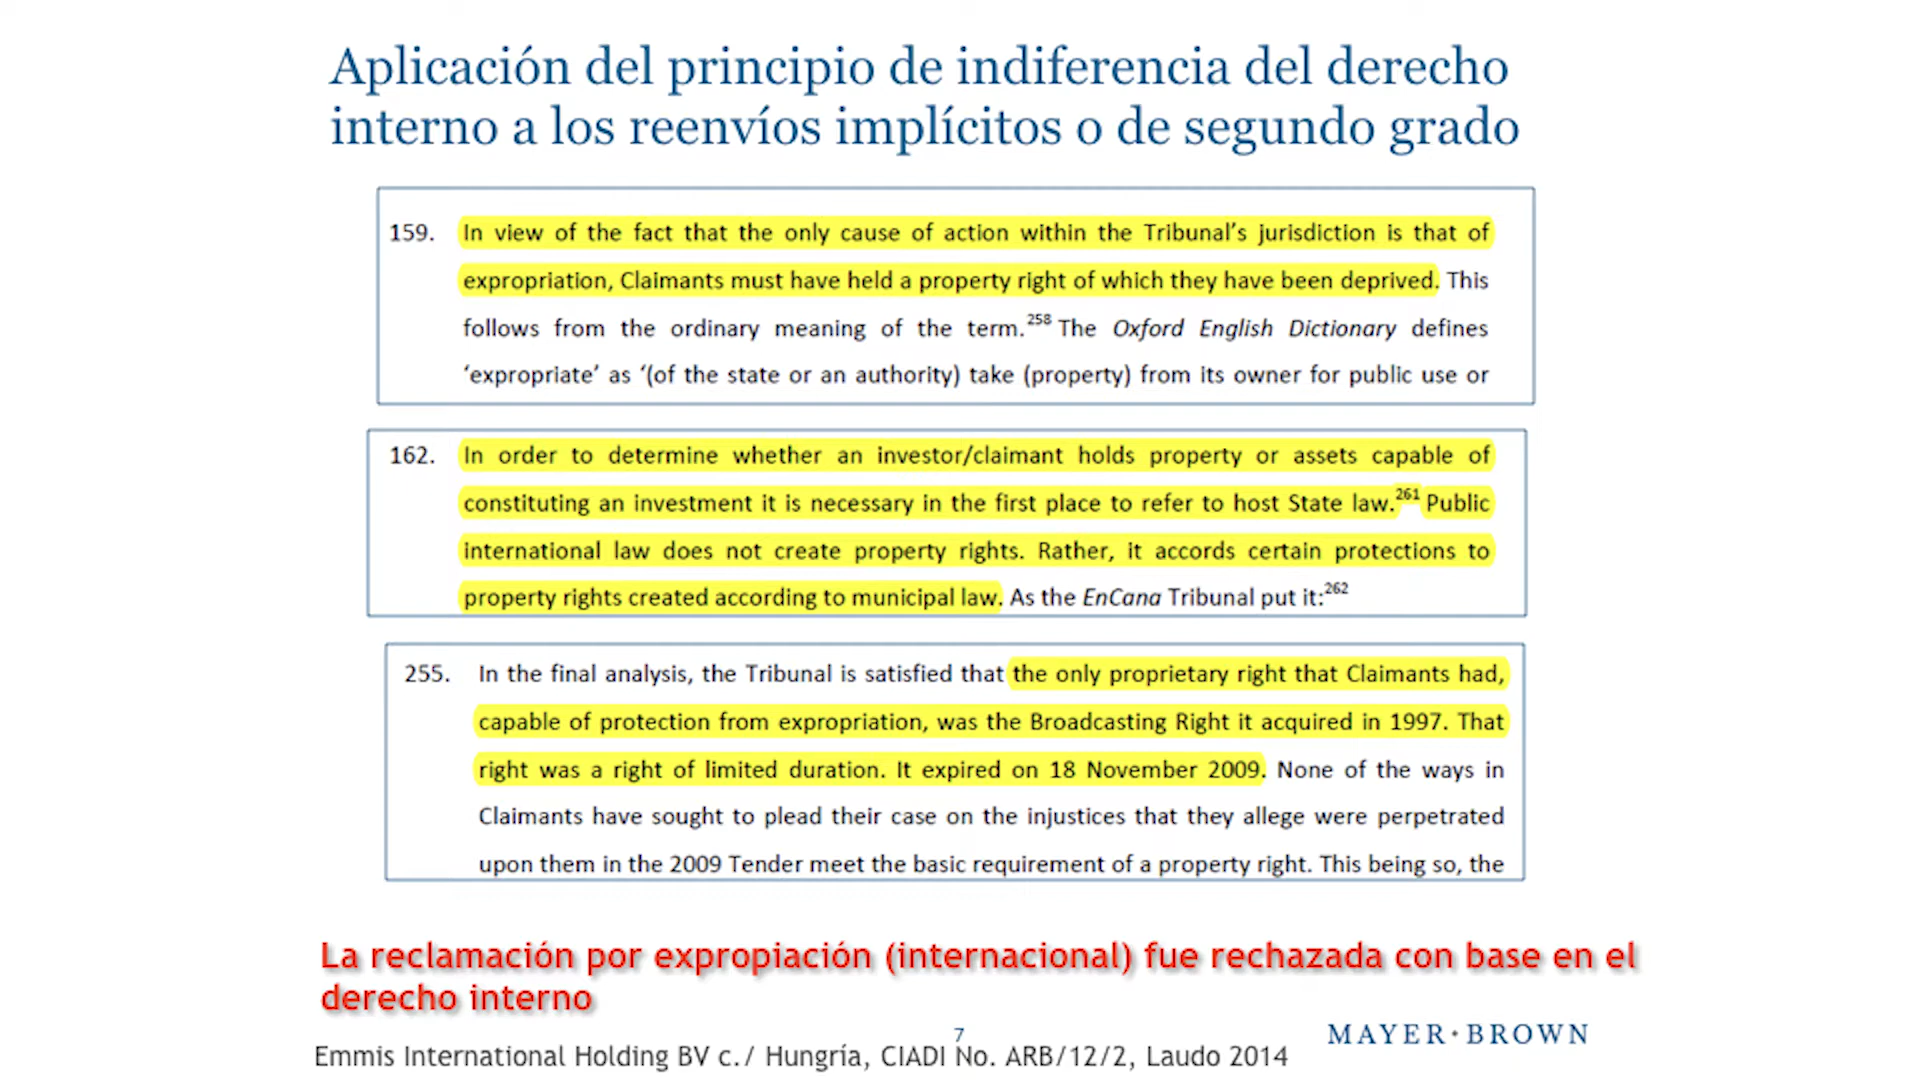 Aplicación del principio de indiferencia del derecho
interno a los reenvíos implícitos o de segundo grado
159. In view of the fact that the only cause of action within the Tribunal's jurisdiction is that of
expropriation, Claimants must have held a property right of which they have been deprived. This
follows from the ordinary meaning of the term.258 The Oxford English Dictionary defines
'expropriate' as '(of the state or an authority) take (property) from its owner for public use or
162. In order to determine whether an investor/claimant holds property or assets capable of
constituting an investment it is necessary in the first place to refer to host State law.261 Public
international law does not create property rights. Rather, it accords certain protections to
property rights created according to municipal law. As the EnCana Tribunal put it:262
255. In the final analysis, the Tribunal is satisfied that the only proprietary right that Claimants had,
capable of protection from expropriation, was the Broadcasting Right it acquired in 1997. That
right was a right of limited duration. It expired on 18 November 2009. None of the ways in
Claimants have sought to plead their case on the injustices that they allege were perpetrated
upon them in the 2009 Tender meet the basic requirement of a property right. This being so, the
La reclamación por expropiación (internacional) fue rechazada con base en el
derecho interno
7
MAYER•BROWN
Emmis International Holding BV c./ Hungría, CIADI No. ARB/12/2, Laudo 2014